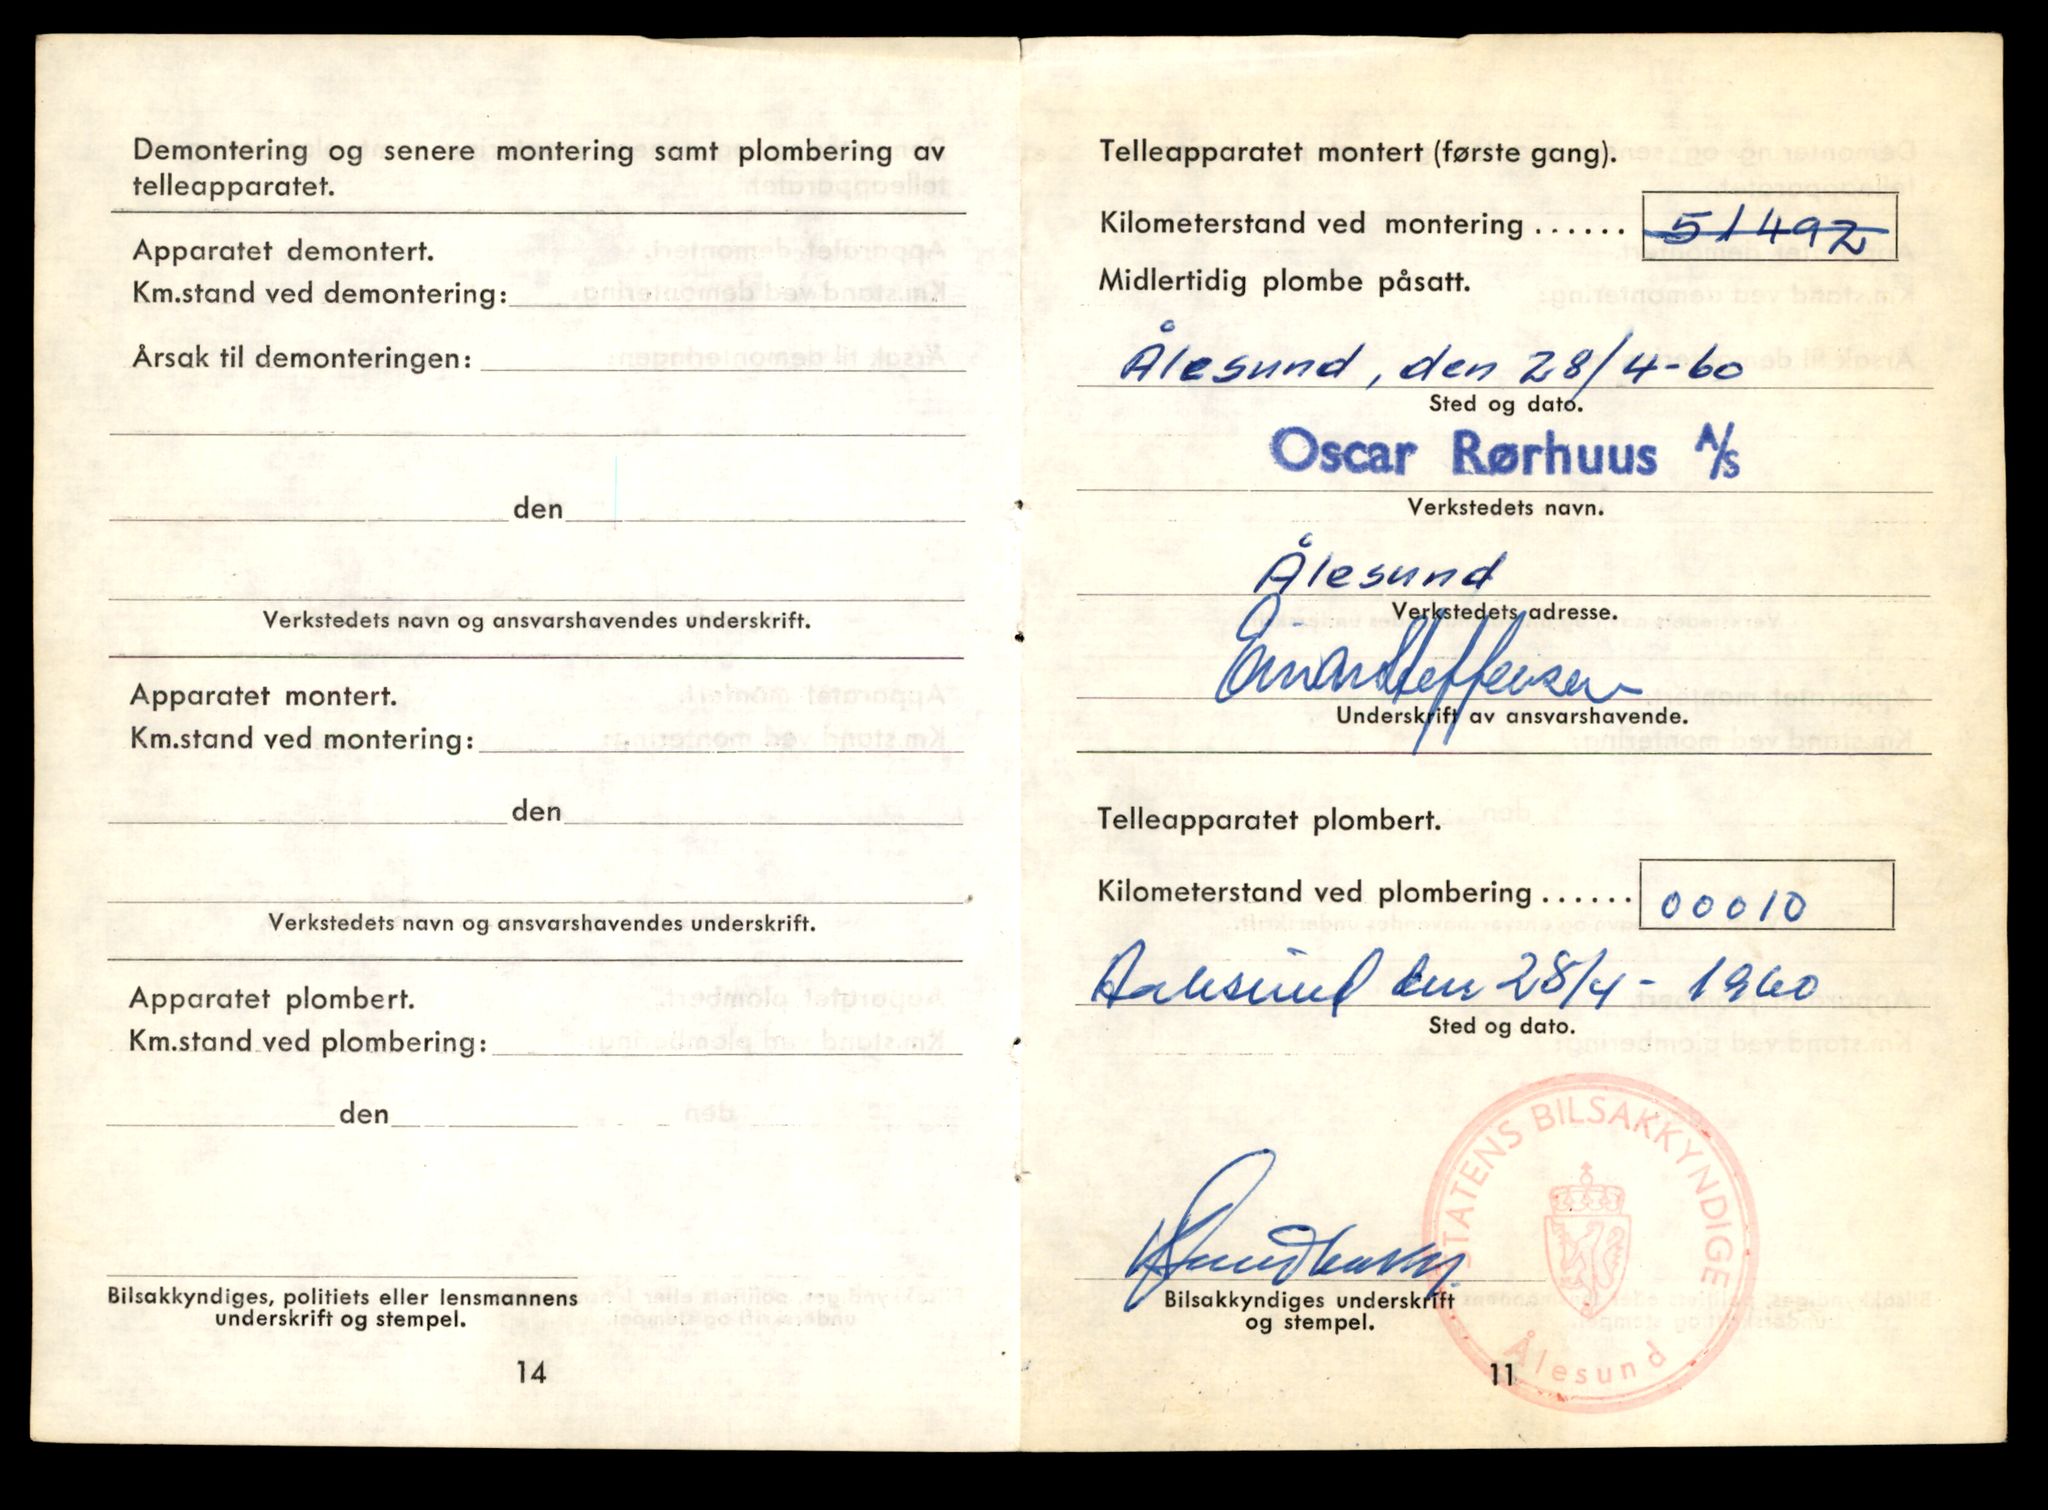 Demontering og senere montering samt plombering av
telleapparatet.
Apparatet demontert.
Km.stand ved demontering:
Årsak til demonteringen:
den
Verkstedets navn og ansvarshavendes underskrift.
Apparatet montert.
Km.stand ved montering:
den
Verkstedets navn og ansvarshavendes underskrift.
Apparatet plombert.
Km.stand ved plombering:
den
Bilsakkyndiges, politiets eller lensmannens
underskrift og stempel.
14
Telleapparatet montert (første gang).
Kilometerstand ved montering ...... 51492
Midlertidig plombe påsatt.
Ålesund, den 28/4-60
Sted og dato.
Oscar Rørhuus A/S
Verkstedets navn.
Ålesund
Verkstedets adresse.
Einar Steffensen
Underskrift av ansvarshavende.
Telleapparatet plombert.
Kilometerstand ved plombering ...... 00010
Aalesund den 28/4 - 1960
Sted og dato.
STATENS BILSAKKYNDIGE
Ålesund
Bilsakkyndiges underskrift
og stempel.
11